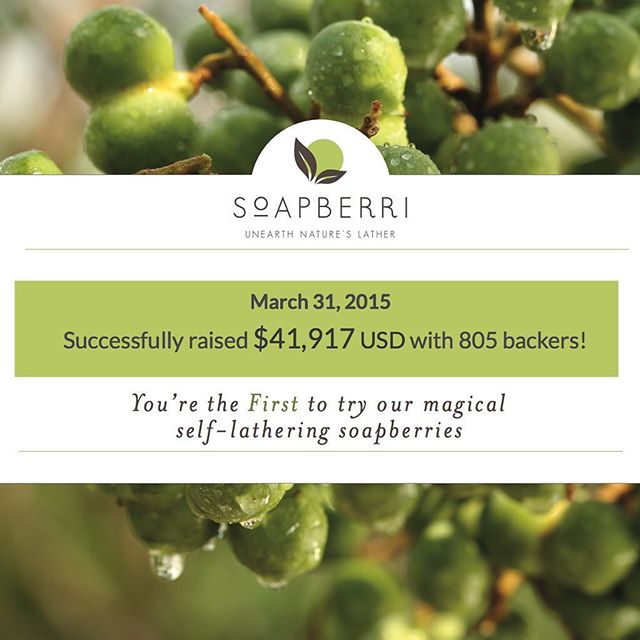 SOAPBERRI
UNEARTH NATURE'S LATHER
March 31, 2015
Successfully raised $41,917 USD with 805 backers!
You're the First to try our magical
self-lathering soapberries